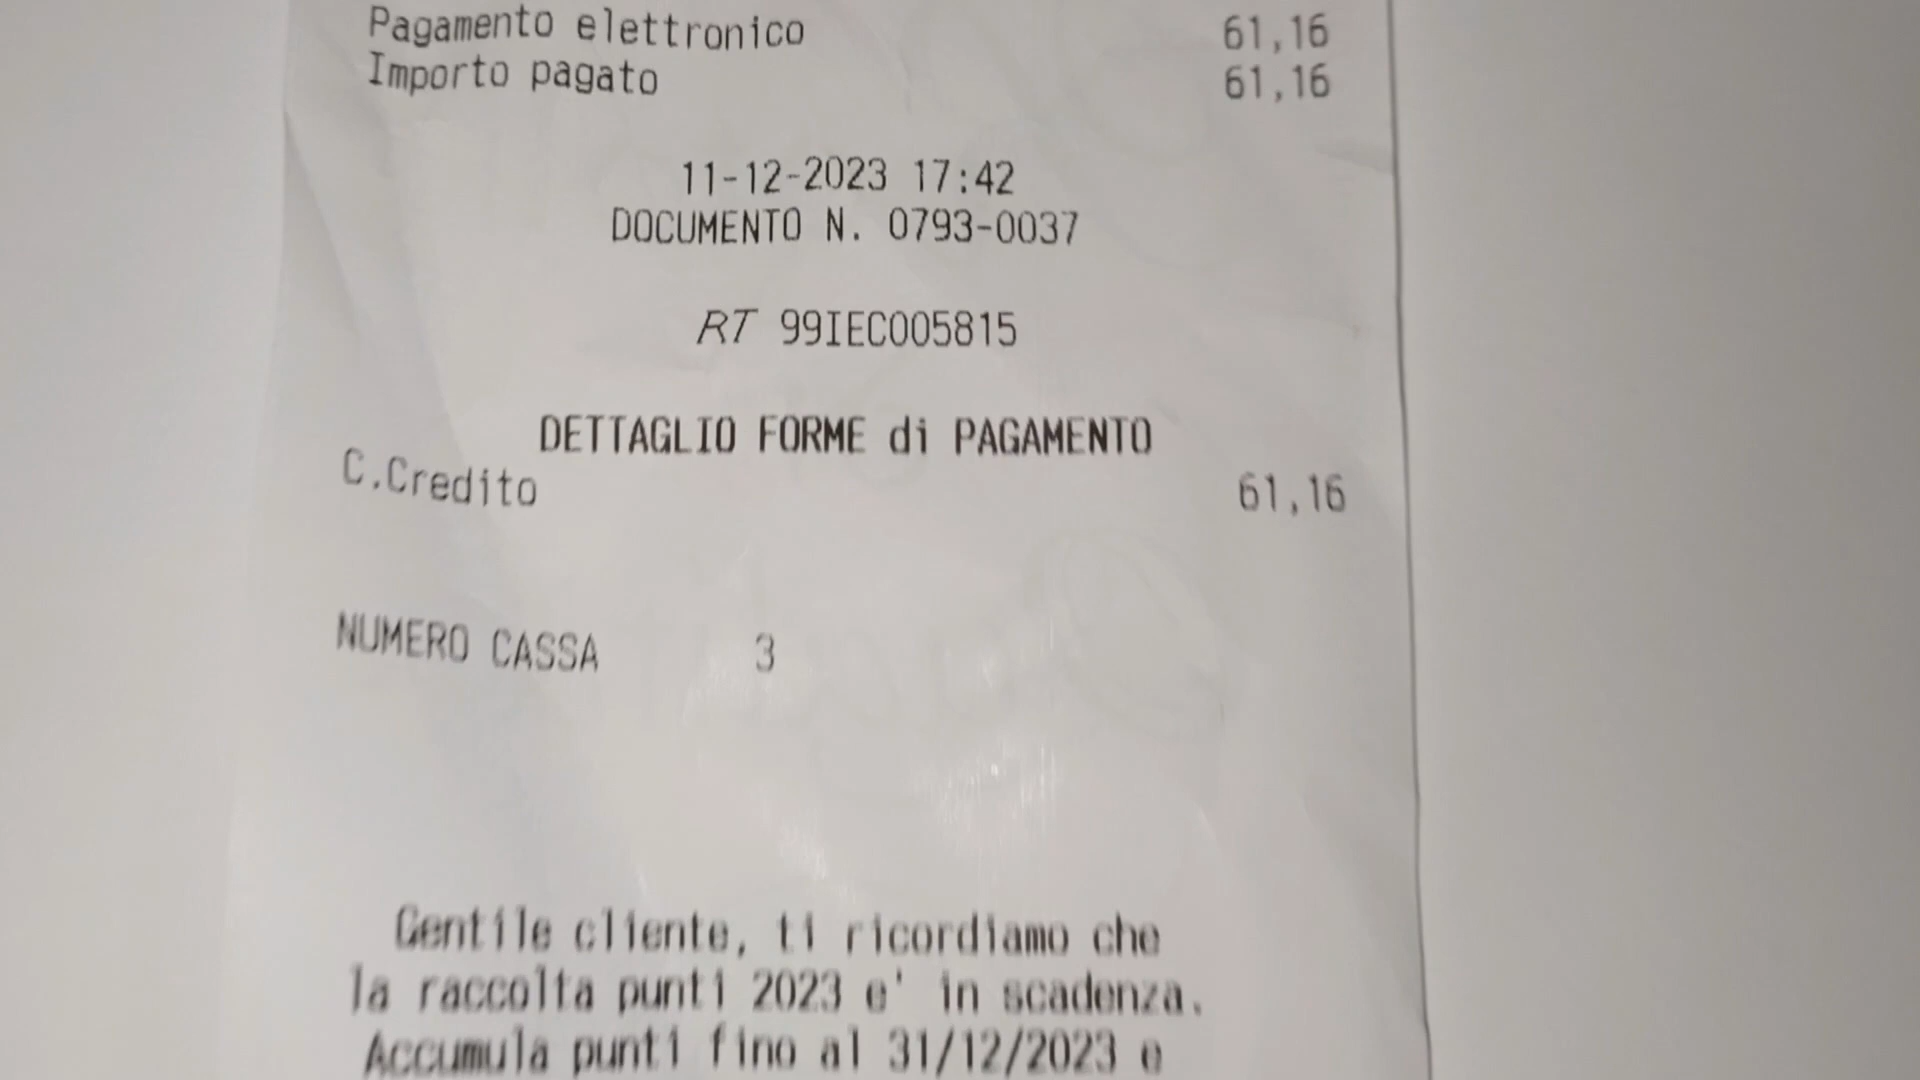 Pagamento elettronico 61,16
Importo pagato 61,16
11-12-2023 17:42
DOCUMENTO N. 0793-0037
RT 99IEC005815
DETTAGLIO FORME di PAGAMENTO
C.Credito 61,16
NUMERO CASSA 3
Gentile cliente, ti ricordiamo che
la raccolta punti 2023 e' in scadenza.
Accumula punti fino al 31/12/2023 e